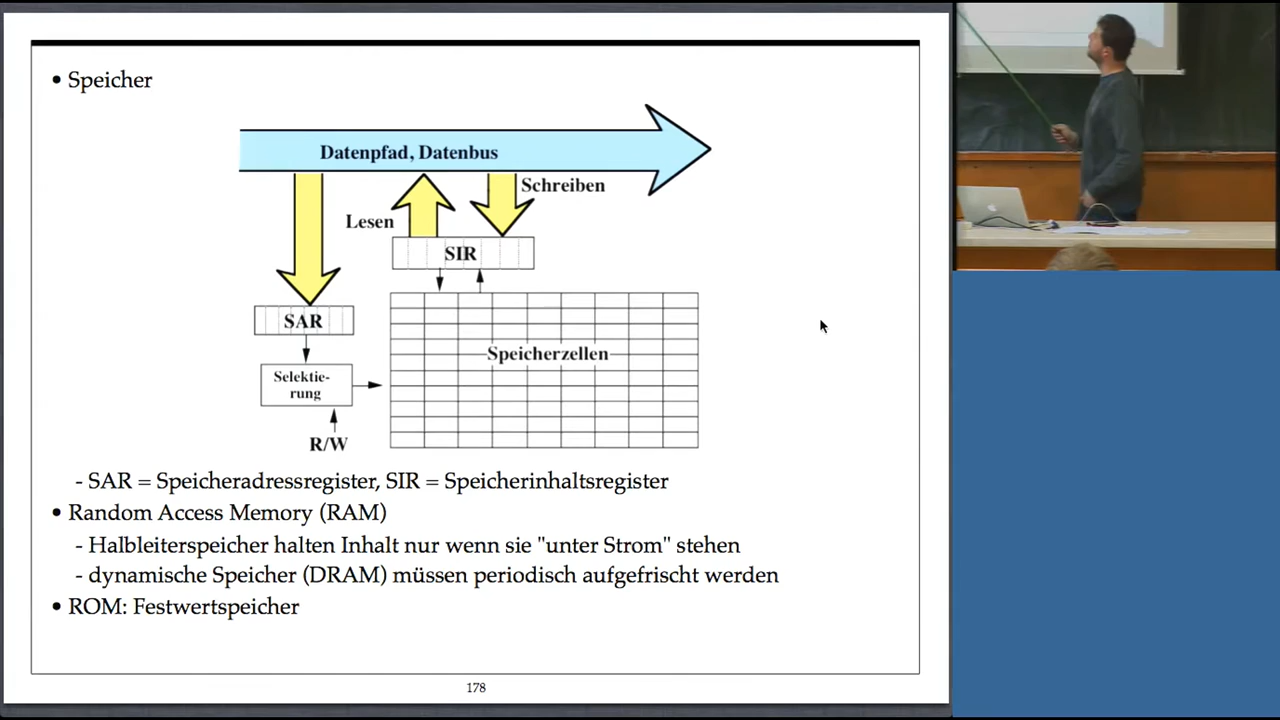 • Speicher
Datenpfad, Datenbus
Schreiben
Lesen
SIR
SAR
Speicherzellen
Selektie-
rung
R/W
- SAR = Speicheradressregister, SIR = Speicherinhaltsregister
• Random Access Memory (RAM)
- Halbleiterspeicher halten Inhalt nur wenn sie "unter Strom" stehen
- dynamische Speicher (DRAM) müssen periodisch aufgefrischt werden
• ROM: Festwertspeicher
178